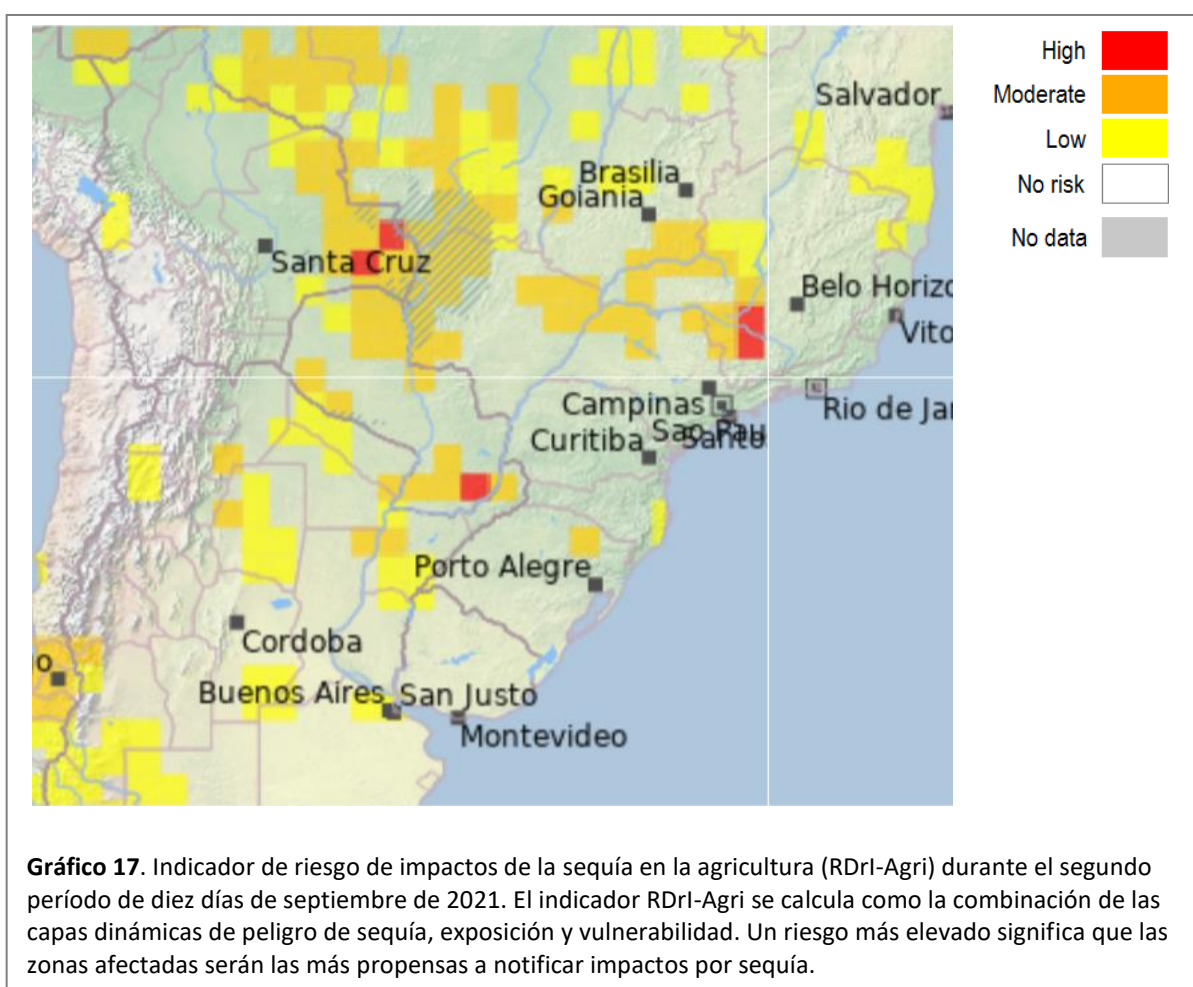 High
Moderate
Low
No risk
No data
Salvador
Brasilia
Goiania
Santa Cruz
Belo Horizo
Vito
Campinas
Rio de Jar
Curitiba
Sao Pau
Santo
Porto Alegre
Cordoba
o
Buenos Aires
San Justo
Montevideo
Gráfico 17. Indicador de riesgo de impactos de la sequía en la agricultura (RDrI-Agri) durante el segundo
período de diez días de septiembre de 2021. El indicador RDrI-Agri se calcula como la combinación de las
capas dinámicas de peligro de sequía, exposición y vulnerabilidad. Un riesgo más elevado significa que las
zonas afectadas serán las más propensas a notificar impactos por sequía.